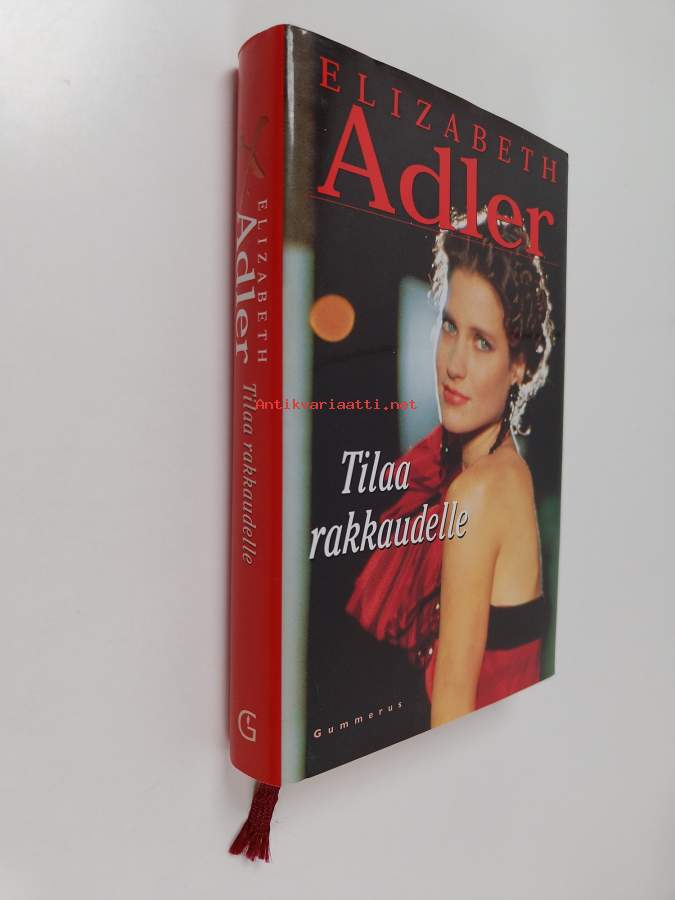 ELIZABETH
Adler
Tilaa
rakkaudelle
Gummerus
ELIZABETH
Adler
Tilaa rakkaudelle
G
Antikvariaatti.net